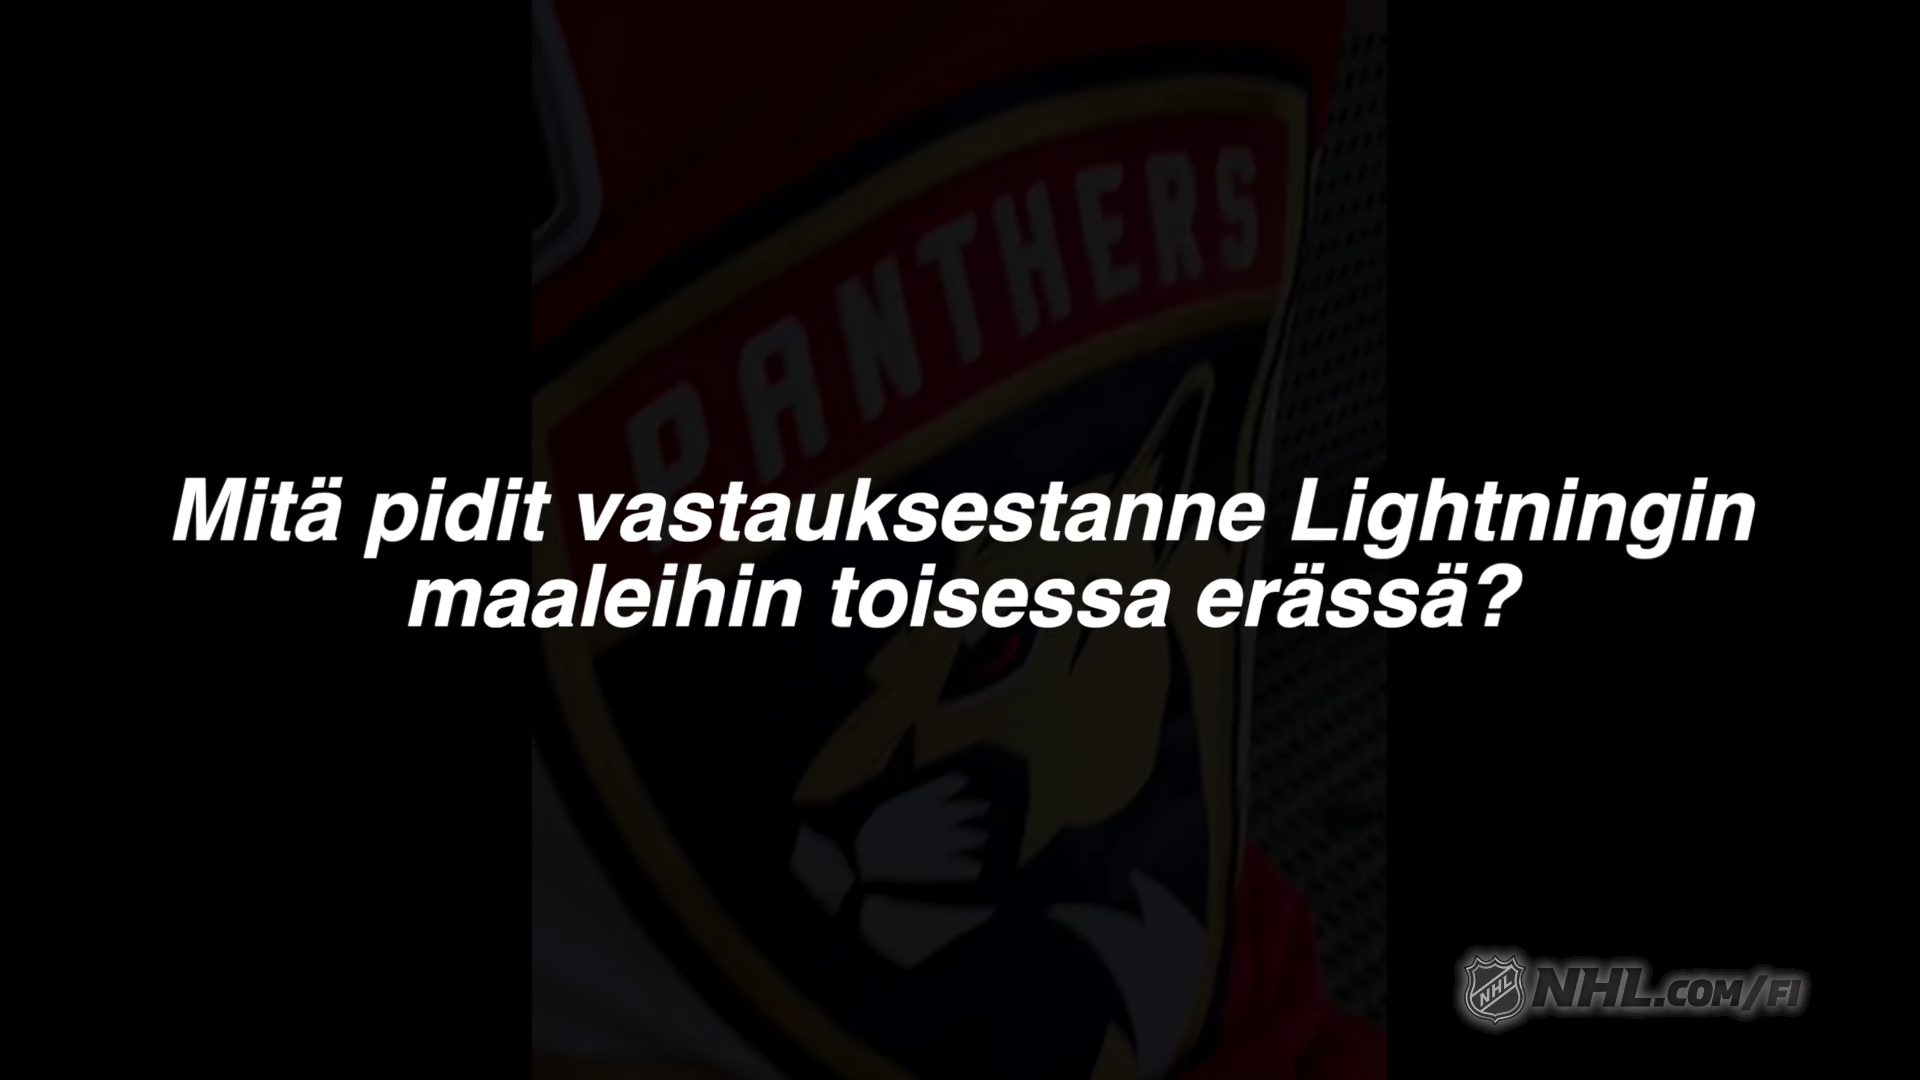 PANTHERS
Mitä pidit vastauksestanne Lightningin
maaleihin toisessa erässä?
NHL NHL.COM/FI